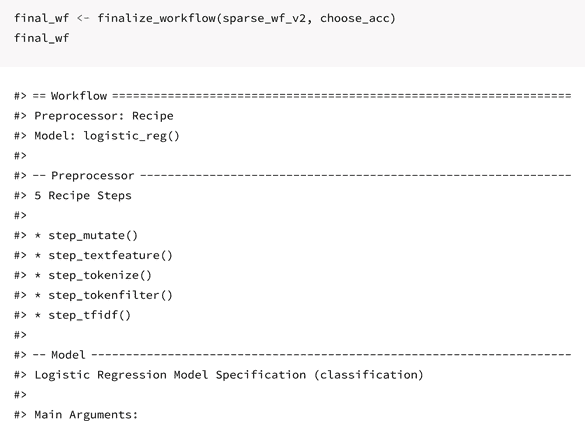 final_wf <- finalize_workflow(sparse_wf_v2, choose_acc)
final_wf
#> == Workflow ==================================================================
#> Preprocessor: Recipe
#> Model: logistic_reg()
#>
#> -- Preprocessor --------------------------------------------------------------
#> 5 Recipe Steps
#>
#> * step_mutate()
#> * step_textfeature()
#> * step_tokenize()
#> * step_tokenfilter()
#> * step_tfidf()
#>
#> -- Model ---------------------------------------------------------------------
#> Logistic Regression Model Specification (classification)
#>
#> Main Arguments: